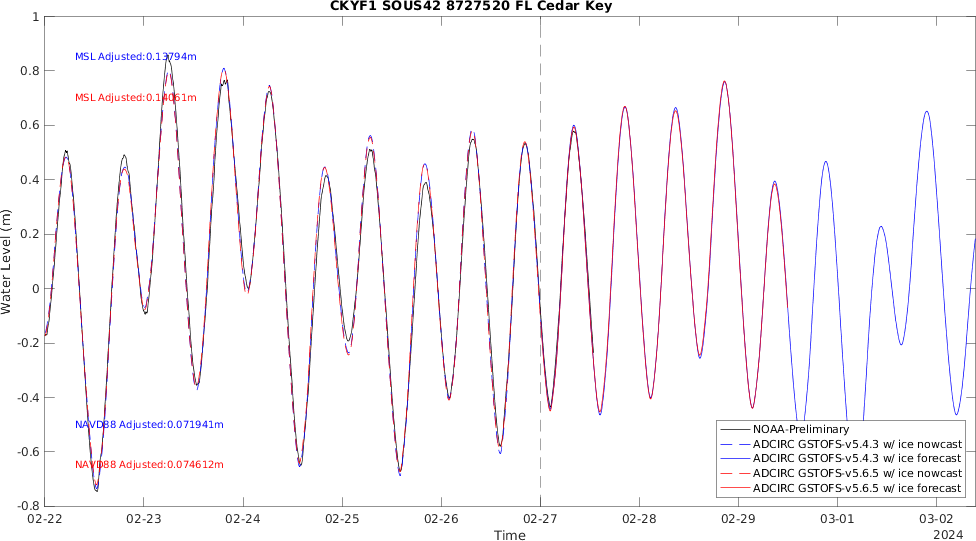 CKYF1 SOUS42 8727520 FL Cedar Key
1
0.8
0.6
0.4
0.2
0
-0.2
-0.4
-0.6
-0.8
Water Level (m)
MSL Adjusted:0.13794m
MSL Adjusted:0.14061m
NAVD88 Adjusted:0.071941m
NAVD88 Adjusted:0.074612m
NOAA-Preliminary
ADCIRC GSTOFS-v5.4.3 w/ ice nowcast
ADCIRC GSTOFS-v5.4.3 w/ ice forecast
ADCIRC GSTOFS-v5.6.5 w/ ice nowcast
ADCIRC GSTOFS-v5.6.5 w/ ice forecast
02-22 02-23 02-24 02-25 02-26 02-27 02-28 02-29 03-01 03-02
Time
2024